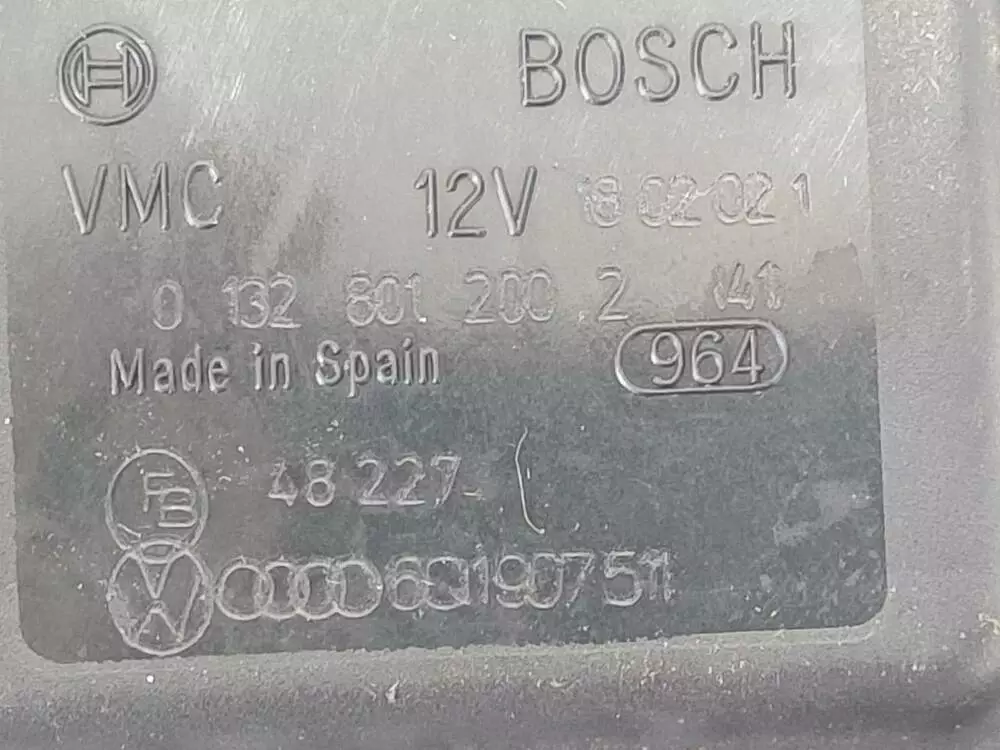 BOSCH
VMC 12V 18 02 02 1
0 132 801 200 .2 141
Made in Spain 964
FB 48 227
6Q1907511